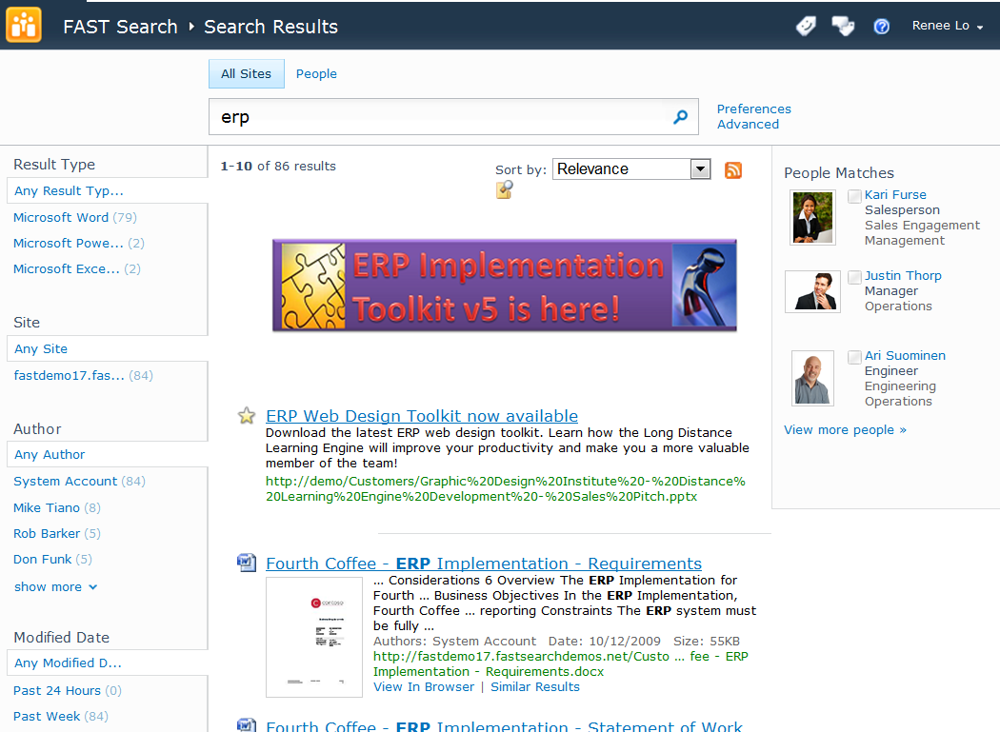 FAST Search ▸ Search Results
Renee Lo
All Sites
People
erp
Preferences
Advanced
Result Type
Any Result Typ...
Microsoft Word (79)
Microsoft Powe... (2)
Microsoft Exce... (2)
Site
Any Site
fastdemo17.fas... (84)
Author
Any Author
System Account (84)
Mike Tiano (8)
Rob Barker (5)
Don Funk (5)
show more
Modified Date
Any Modified D...
Past 24 Hours (0)
Past Week (84)
1-10 of 86 results
Sort by:
Relevance
ERP Implementation
Toolkit v5 is here!
ERP Web Design Toolkit now available
Download the latest ERP web design toolkit. Learn how the Long Distance
Learning Engine will improve your productivity and make you a more valuable
member of the team!
http://demo/Customers/Graphic%20Design%20Institute%20-%20Distance%
20Learning%20Engine%20Development%20-%20Sales%20Pitch.pptx
Fourth Coffee - ERP Implementation - Requirements
contoso
... Considerations 6 Overview The ERP Implementation for
Fourth ... Business Objectives In the ERP Implementation,
Fourth Coffee ... reporting Constraints The ERP system must
be fully ...
Authors: System Account Date: 10/12/2009 Size: 55KB
http://fastdemo17.fastsearchdemos.net/Custo ... fee - ERP
Implementation - Requirements.docx
View In Browser | Similar Results
Fourth Coffee - ERP Implementation - Statement of Work
People Matches
Kari Furse
Salesperson
Sales Engagement
Management
Justin Thorp
Manager
Operations
Ari Suominen
Engineer
Engineering
Operations
View more people »